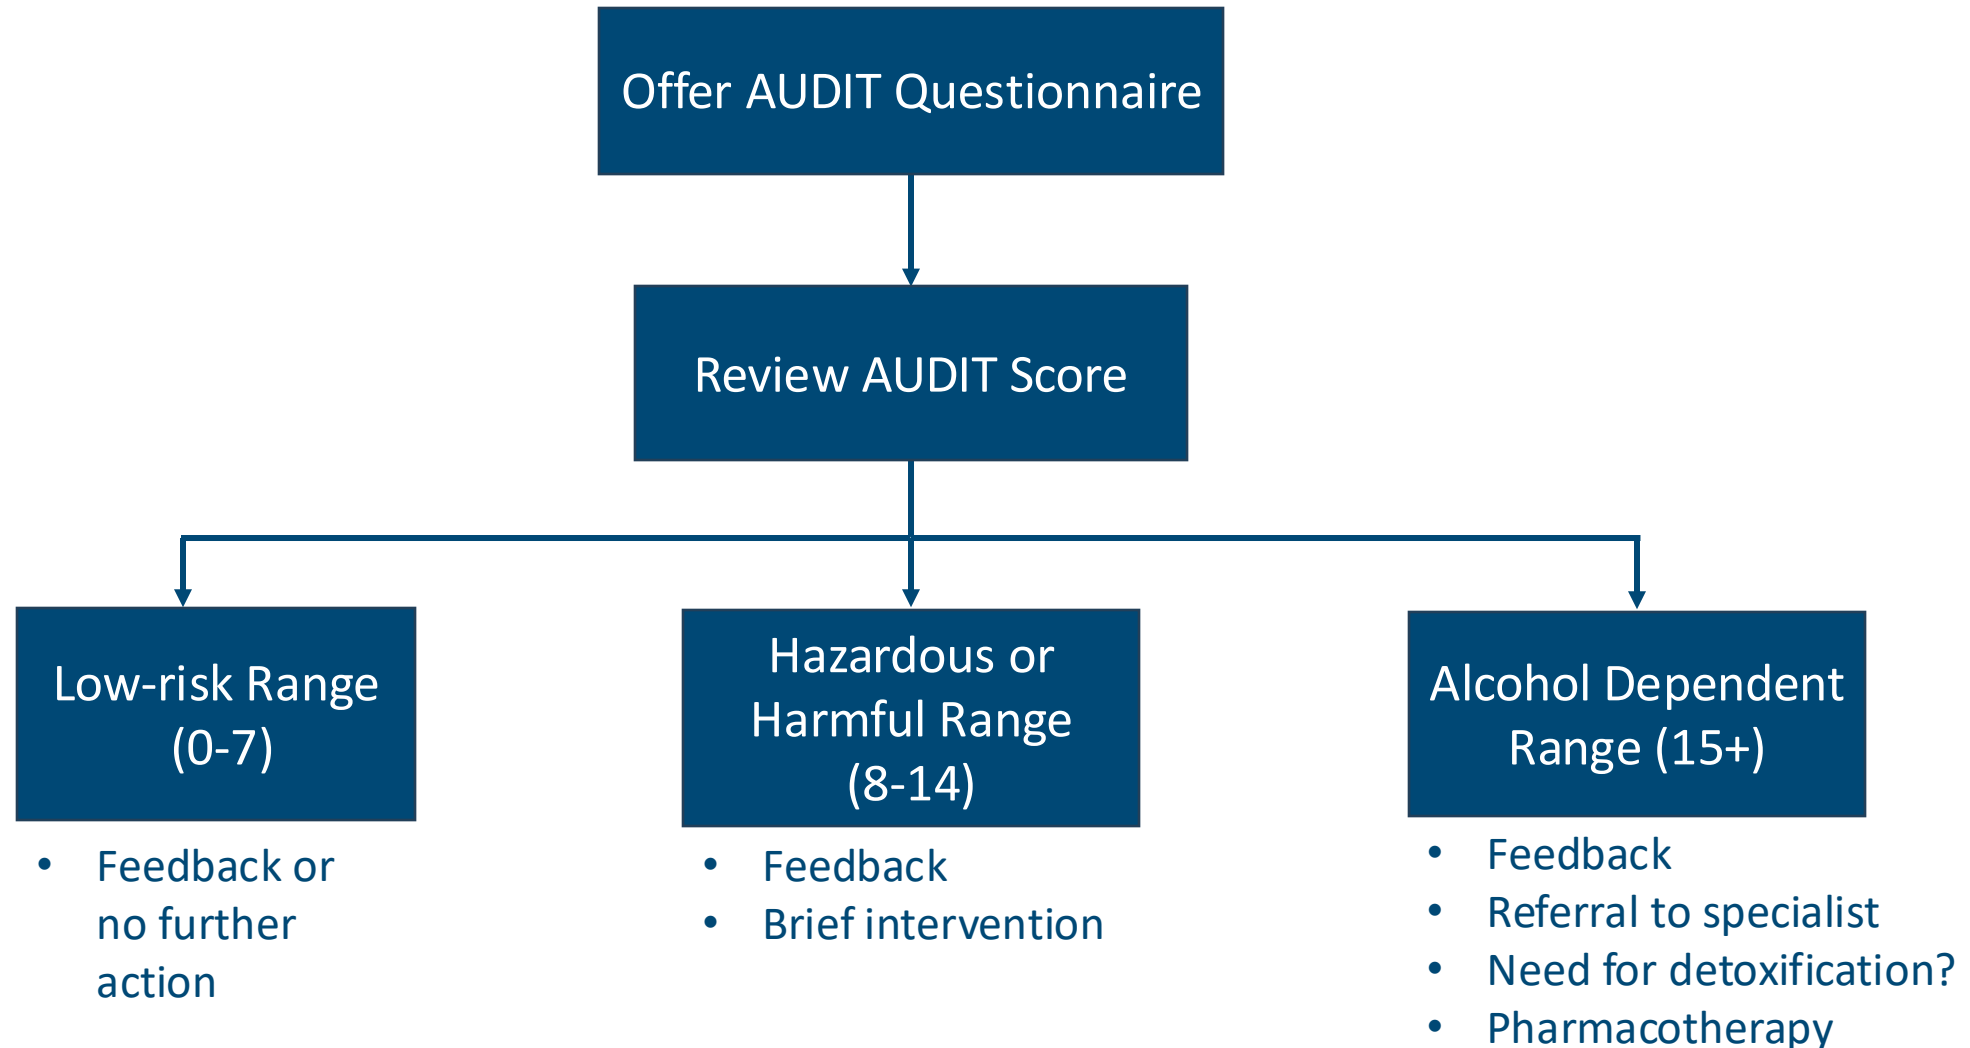 Offer AUDIT Questionnaire
Review AUDIT Score
Low-risk Range
(0-7)
• Feedback or
no further
action
Hazardous or
Harmful Range
(8-14)
• Feedback
• Brief intervention
Alcohol Dependent
Range (15+)
• Feedback
• Referral to specialist
• Need for detoxification?
• Pharmacotherapy